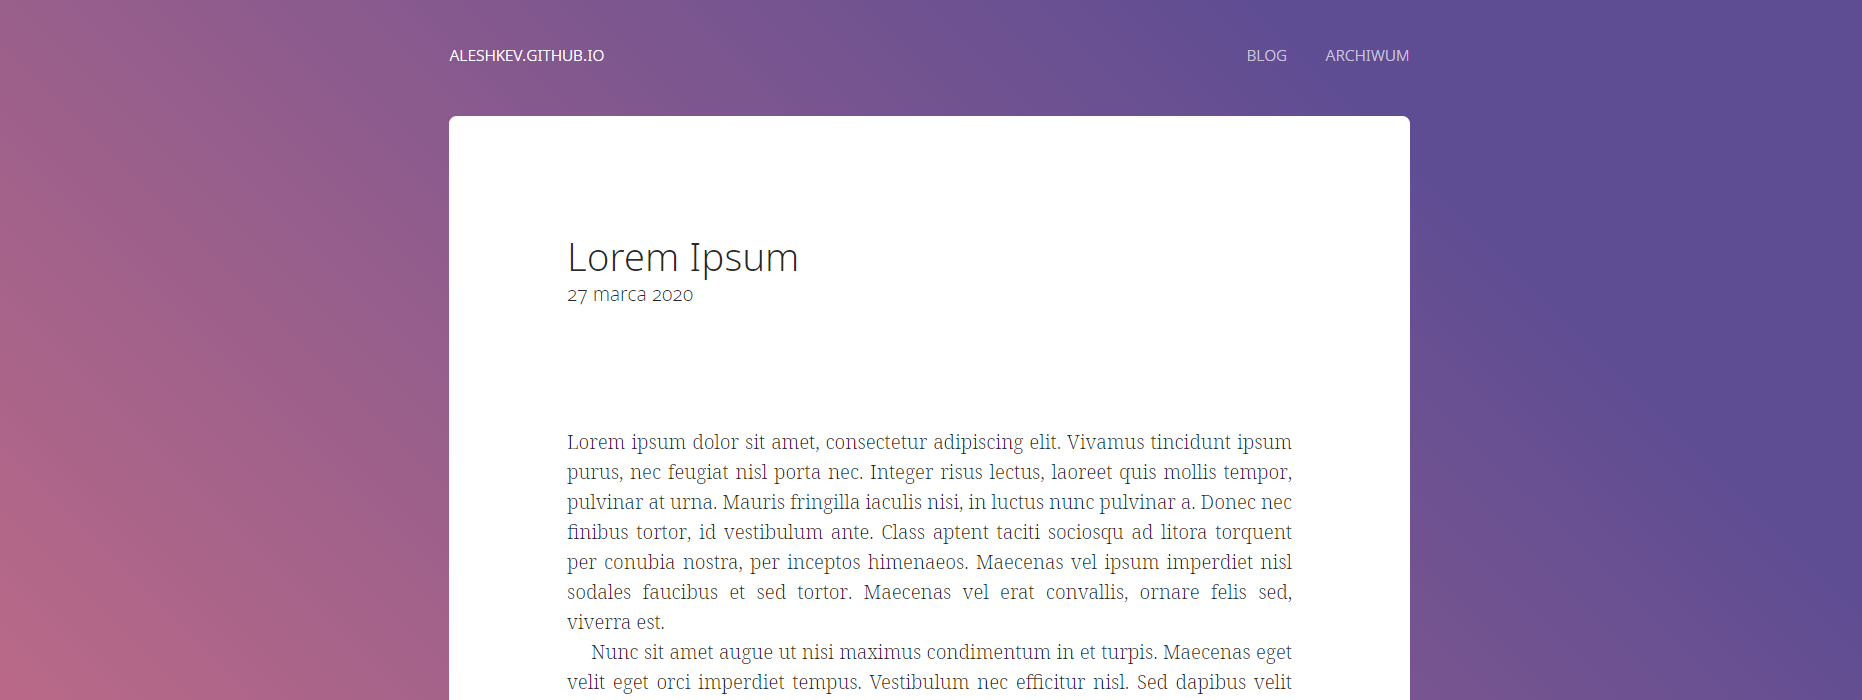 ALESHKEV.GITHUB.IO
BLOG
ARCHIWUM
Lorem Ipsum
27 marca 2020
Lorem ipsum dolor sit amet, consectetur adipiscing elit. Vivamus tincidunt ipsum
purus, nec feugiat nisl porta nec. Integer risus lectus, laoreet quis mollis tempor,
pulvinar at urna. Mauris fringilla iaculis nisi, in luctus nunc pulvinar a. Donec nec
finibus tortor, id vestibulum ante. Class aptent taciti sociosqu ad litora torquent
per conubia nostra, per inceptos himenaeos. Maecenas vel ipsum imperdiet nisl
sodales faucibus et sed tortor. Maecenas vel erat convallis, ornare felis sed,
viverra est.
Nunc sit amet augue ut nisi maximus condimentum in et turpis. Maecenas eget
velit eget orci imperdiet tempus. Vestibulum nec efficitur nisl. Sed dapibus velit